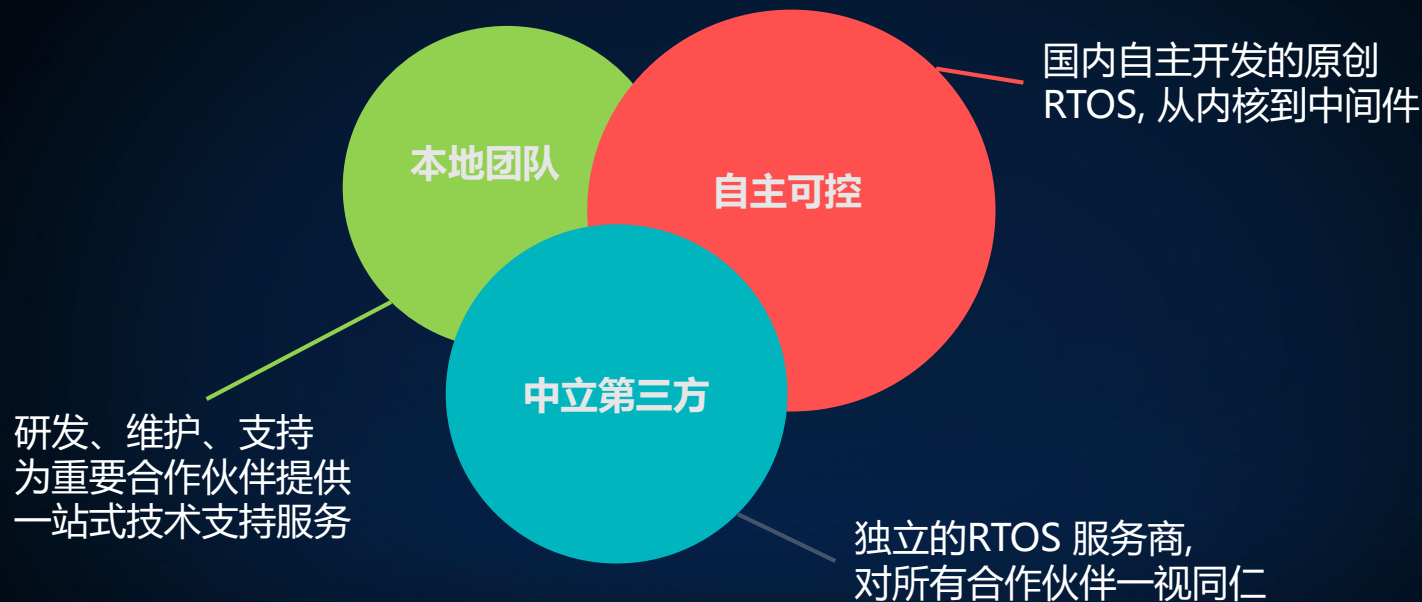 国内自主开发的原创
RTOS, 从内核到中间件
本地团队
自主可控
中立第三方
研发、维护、支持
为重要合作伙伴提供
一站式技术支持服务
独立的RTOS 服务商,
对所有合作伙伴一视同仁